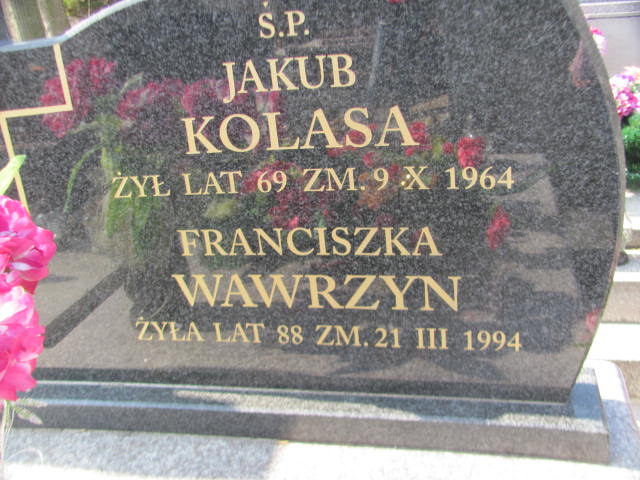 Ś.P.
JAKUB
KOLASA
ŻYŁ LAT 69 ZM. 9 X 1964
FRANCISZKA
WAWRZYN
ŻYŁA LAT 88 ZM. 21 III 1994